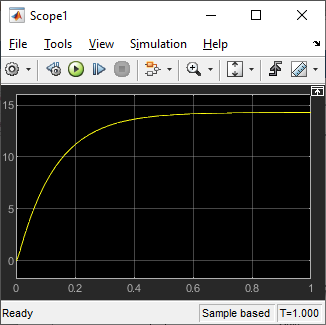 Scope1
File Tools View Simulation Help
15
10
5
0
0 0.2 0.4 0.6 0.8 1
Ready Sample based T=1.000